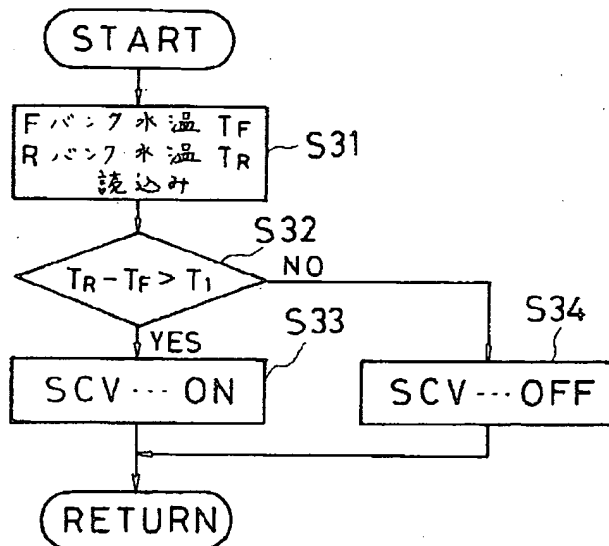 START
Fバンク水温 TF
Rバンク水温 TR
読込み
S31
S32
TR-TF>T1
NO
YES
S33
S34
SCV…ON
SCV…OFF
RETURN